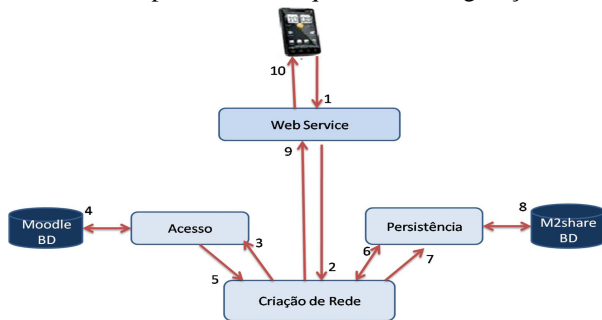 10
1
Web Service
9
Moodle
BD
4
Acesso
3
5
2
Criação de Rede
6
7
Persistência
8
M2share
BD